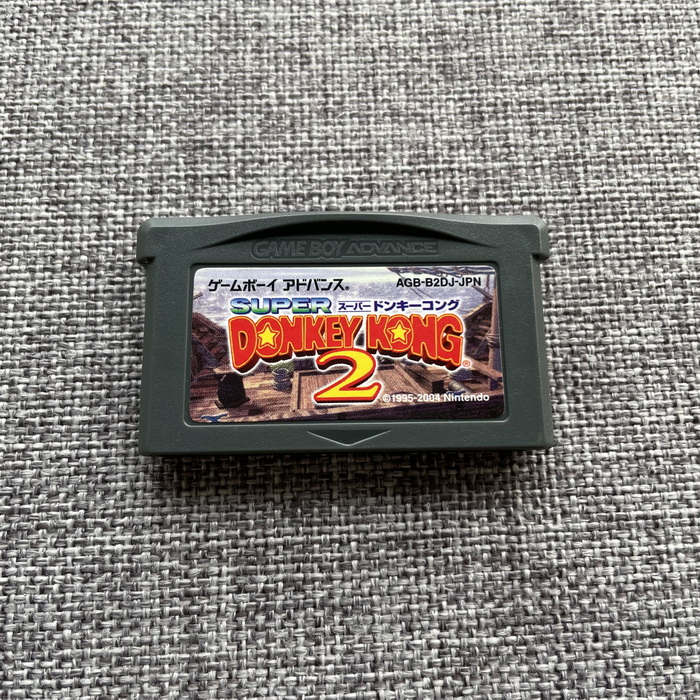 GAME BOY ADVANCE
ゲームボーイ アドバンス® AGB-B2DJ-JPN
SUPER スーパードンキーコング
DONKEY KONG®
2
©1995-2004 Nintendo